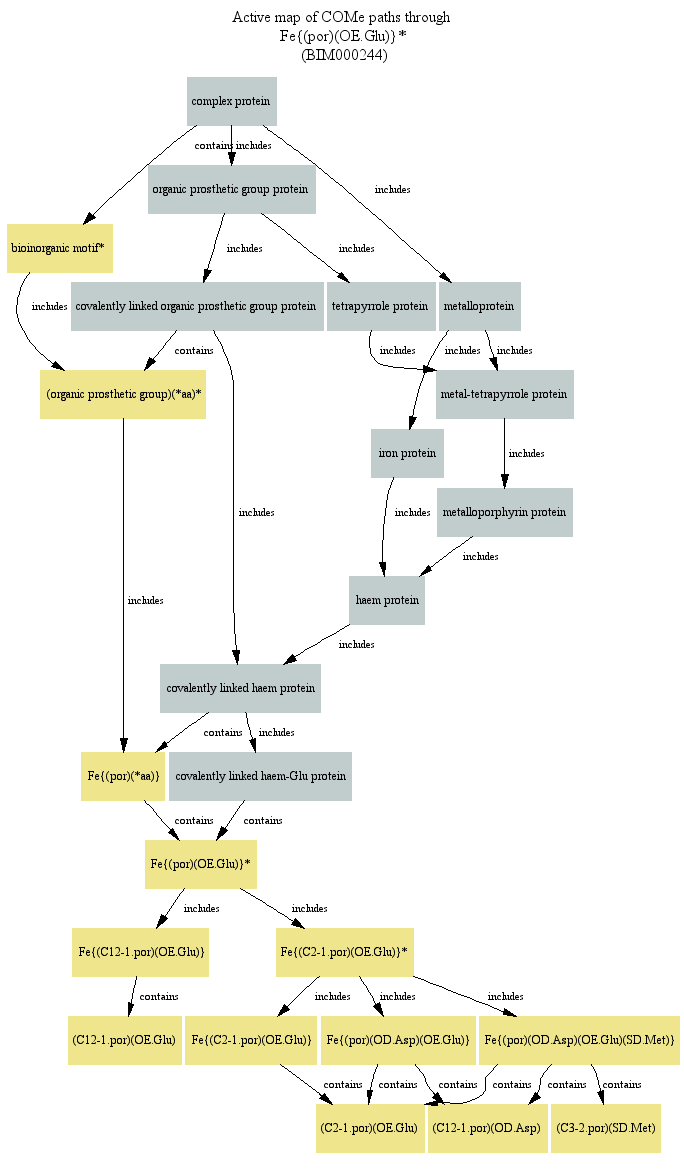 Active map of COMe paths through
Fe{(por)(OE.Glu)}*
(BIM000244)
complex protein
contains includes
organic prosthetic group protein
includes
bioinorganic motif*
includes
includes
includes
covalently linked organic prosthetic group protein
tetrapyrrole protein
metalloprotein
contains
includes
includes
includes
(organic prosthetic group)(*aa)*
metal-tetrapyrrole protein
iron protein
includes
includes
includes
metalloporphyrin protein
includes
haem protein
includes
includes
covalently linked haem protein
contains
includes
Fe{(por)(*aa)}
covalently linked haem-Glu protein
contains
contains
Fe{(por)(OE.Glu)}*
includes
includes
Fe{(C12-1.por)(OE.Glu)}
Fe{(C2-1.por)(OE.Glu)}*
contains
includes
includes
includes
(C12-1.por)(OE.Glu)
Fe{(C2-1.por)(OE.Glu)}
Fe{(por)(OD.Asp)(OE.Glu)}
Fe{(por)(OD.Asp)(OE.Glu)(SD.Met)}
contains
contains
contains
contains
contains
contains
(C2-1.por)(OE.Glu)
(C12-1.por)(OD.Asp)
(C3-2.por)(SD.Met)